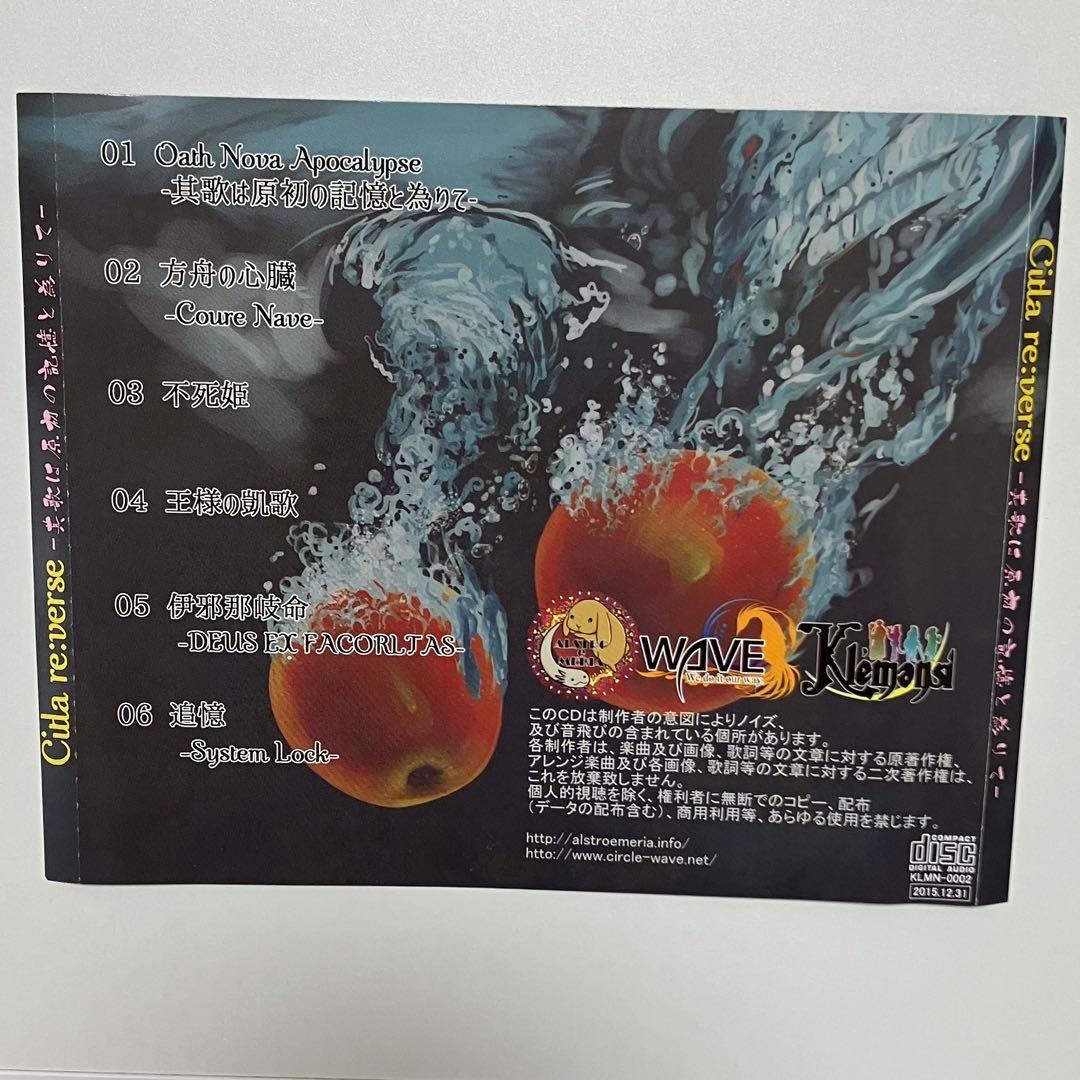 01 Oath Nova Apocalypse
-其歌は原初の記憶と為りて-
02 方舟の心臓
-Coure Nave-
03 不死姫
04 王様の凱歌
05 伊邪那岐命
-DEUS EX FACORLTAS-
06 追憶
-System Lock-
Citla re:verse -其歌は原初の記憶と為りて-
Citla re:verse -其歌は原初の記憶と為りて-
ALSTRO
MERIA
WAVE
We do it our way.
Klemənsi
このCDは制作者の意図によりノイズ、
及び音飛びの含まれている個所があります。
各制作者は、楽曲及び画像、歌詞等の文章に対する原著作権、
アレンジ楽曲及び各画像、歌詞等の文章に対する二次著作権は、
これを放棄致しません。
個人的視聴を除く、権利者に無断でのコピー、配布
(データの配布含む)、商用利用等、あらゆる使用を禁じます。
http://alstroemeria.info/
htto://www.circle-wave.net/
COMPACT
disc
DIGITAL AUDIO
KLMN-0002
2015.12.31